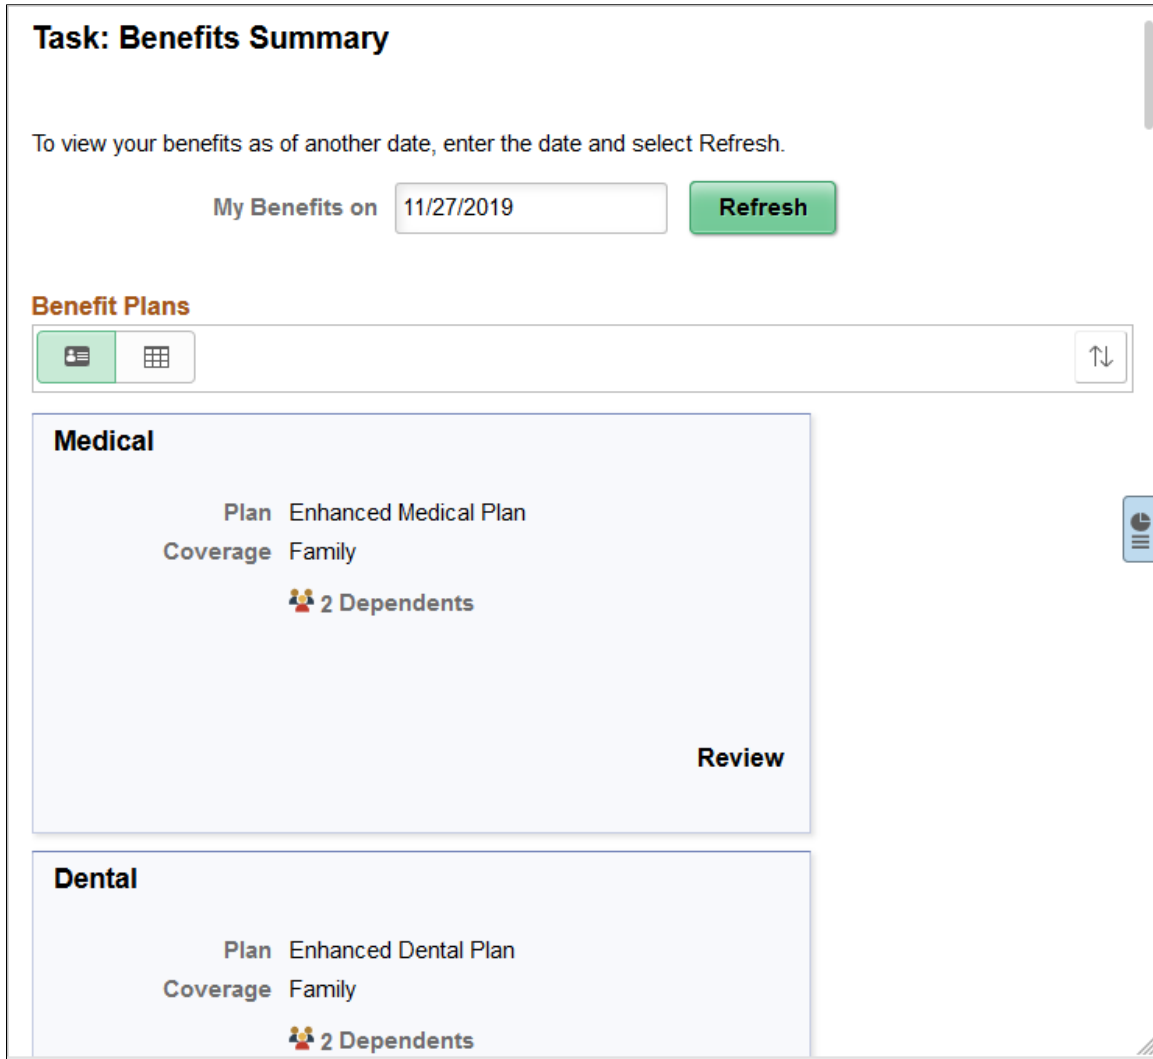 Task: Benefits Summary
To view your benefits as of another date, enter the date and select Refresh.
My Benefits on 11/27/2019 Refresh
Benefit Plans
Medical
Plan Enhanced Medical Plan
Coverage Family
2 Dependents
Review
Dental
Plan Enhanced Dental Plan
Coverage Family
2 Dependents